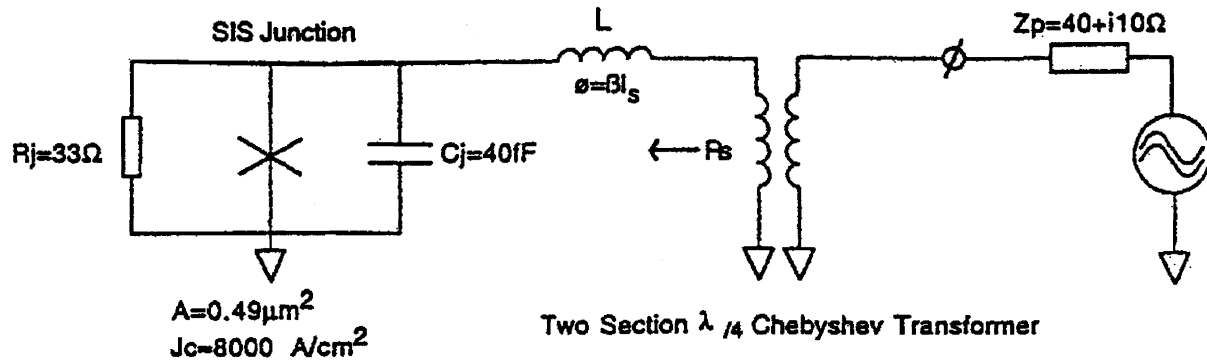 L
Zp=40+i10Ω
SIS Junction
ø=βl_s
Rj=33Ω
Cj=40fF
Rs
A=0.49μm²
Jc=8000 A/cm²
Two Section λ/4 Chebyshev Transformer